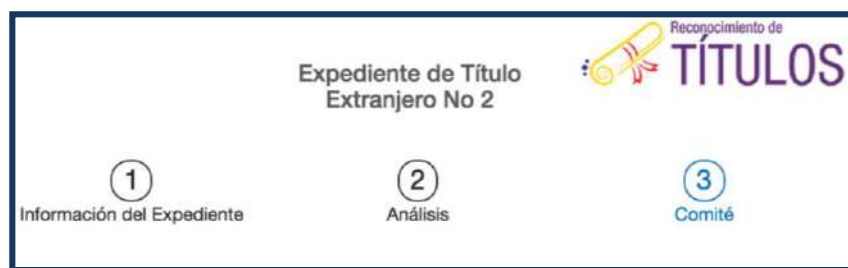 Reconocimiento de
TÍTULOS
Expediente de Título
Extranjero No 2
1
Información del Expediente
2
Análisis
3
Comité